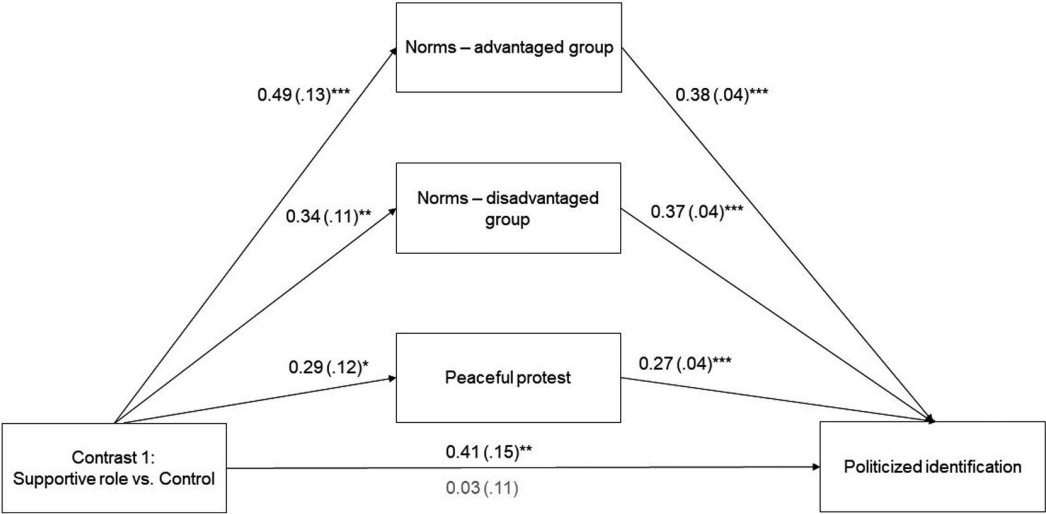 Norms – advantaged group
0.49 (.13)***
0.38 (.04)***
Norms – disadvantaged
group
0.34 (.11)**
0.37 (.04)***
Peaceful protest
0.29 (.12)*
0.27 (.04)***
Contrast 1:
Supportive role vs. Control
0.41 (.15)**
0.03 (.11)
Politicized identification